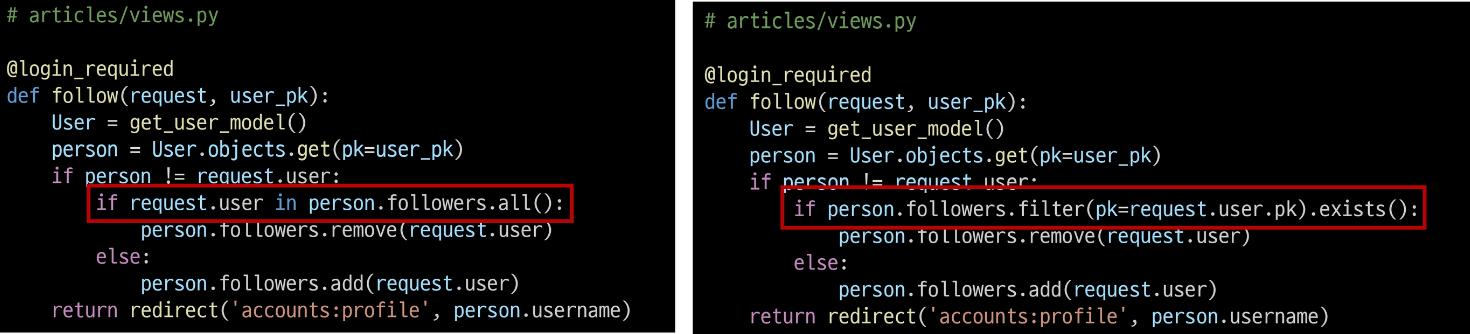 # articles/views.py
@login_required
def follow(request, user_pk):
    User = get_user_model()
    person = User.objects.get(pk=user_pk)
    if person != request.user:
        if request.user in person.followers.all():
            person.followers.remove(request.user)
        else:
            person.followers.add(request.user)
    return redirect('accounts:profile', person.username)
# articles/views.py
@login_required
def follow(request, user_pk):
    User = get_user_model()
    person = User.objects.get(pk=user_pk)
    if person != request.user:
        if person.followers.filter(pk=request.user.pk).exists():
            person.followers.remove(request.user)
        else:
            person.followers.add(request.user)
    return redirect('accounts:profile', person.username)